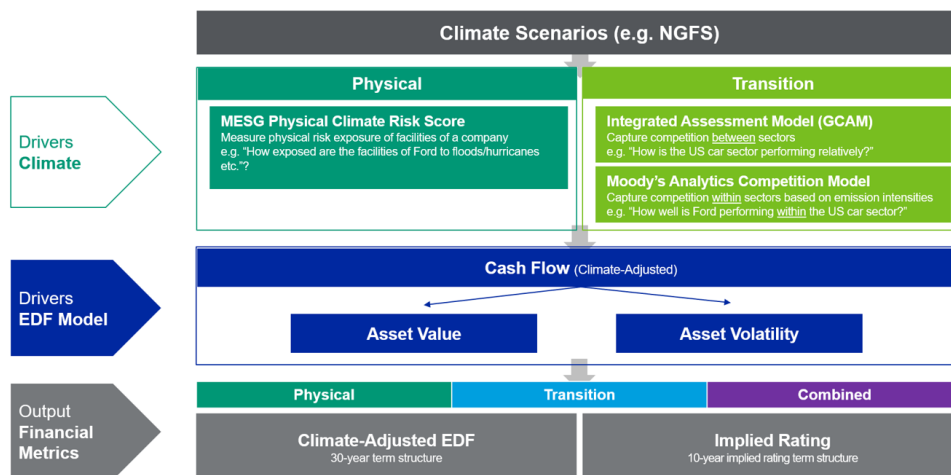 Climate Scenarios (e.g. NGFS)
Drivers
Climate
Physical
MESG Physical Climate Risk Score
Measure physical risk exposure of facilities of a company
e.g. “How exposed are the facilities of Ford to floods/hurricanes
etc.”?
Transition
Integrated Assessment Model (GCAM)
Capture competition between sectors
e.g. “How is the US car sector performing relatively?”
Moody’s Analytics Competition Model
Capture competition within sectors based on emission intensities
e.g. “How well is Ford performing within the US car sector?”
Drivers
EDF Model
Cash Flow (Climate-Adjusted)
Asset Value
Asset Volatility
Output
Financial
Metrics
Physical
Transition
Combined
Climate-Adjusted EDF
30-year term structure
Implied Rating
10-year implied rating term structure